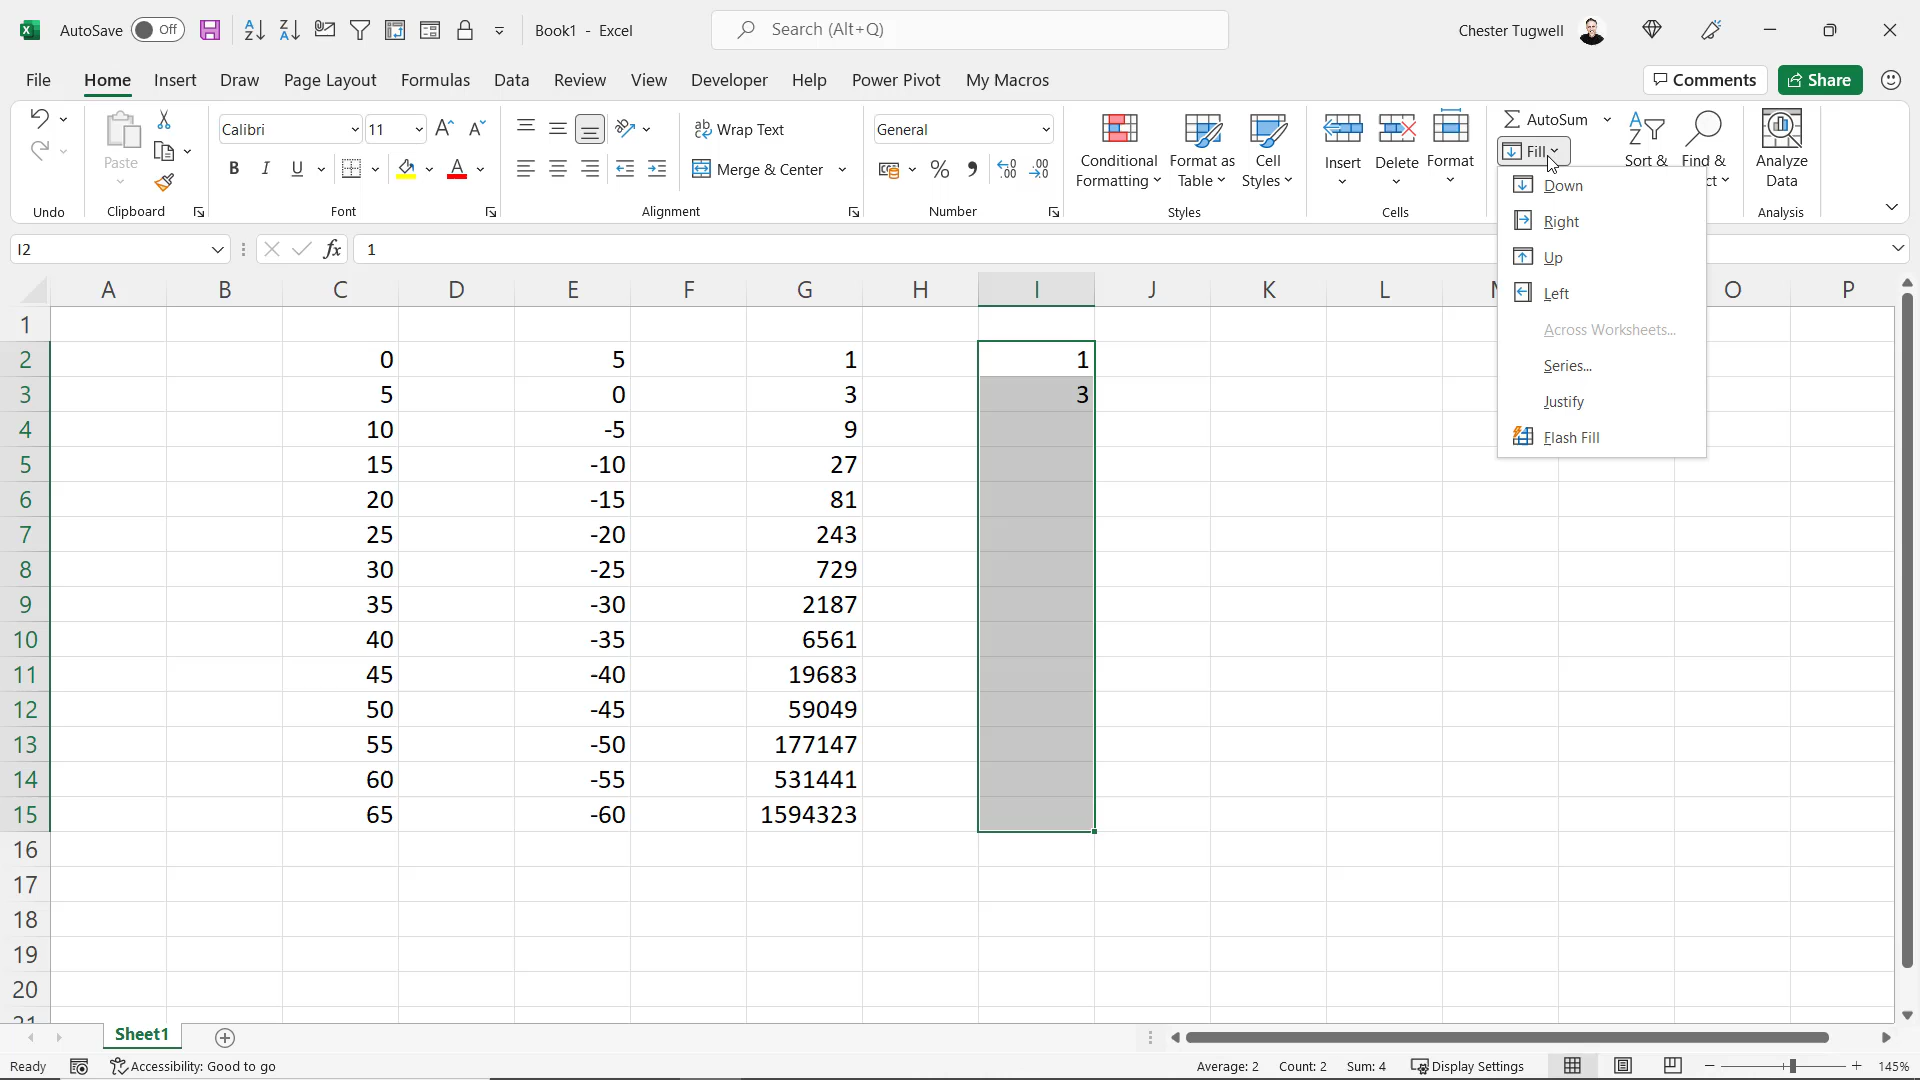 AutoSave Off Book1 - Excel Search (Alt+Q) Chester Tugwell
File Home Insert Draw Page Layout Formulas Data Review View Developer Help Power Pivot My Macros Comments Share
Calibri 11 Wrap Text General AutoSum
Paste Merge & Center Conditional Formatting Format as Table Cell Styles Insert Delete Format Fill Sort & Find & Analyze Data
Undo Clipboard Font Alignment Number Styles Cells Analysis
Down
Right
Up
Left
Across Worksheets...
Series...
Justify
Flash Fill
I2 fx 1
A B C D E F G H I J K L O P
1
2 0 5 1 1
3 5 0 3 3
4 10 -5 9
5 15 -10 27
6 20 -15 81
7 25 -20 243
8 30 -25 729
9 35 -30 2187
10 40 -35 6561
11 45 -40 19683
12 50 -45 59049
13 55 -50 177147
14 60 -55 531441
15 65 -60 1594323
16
17
18
19
20
Sheet1
Ready Accessibility: Good to go Average: 2 Count: 2 Sum: 4 Display Settings 145%